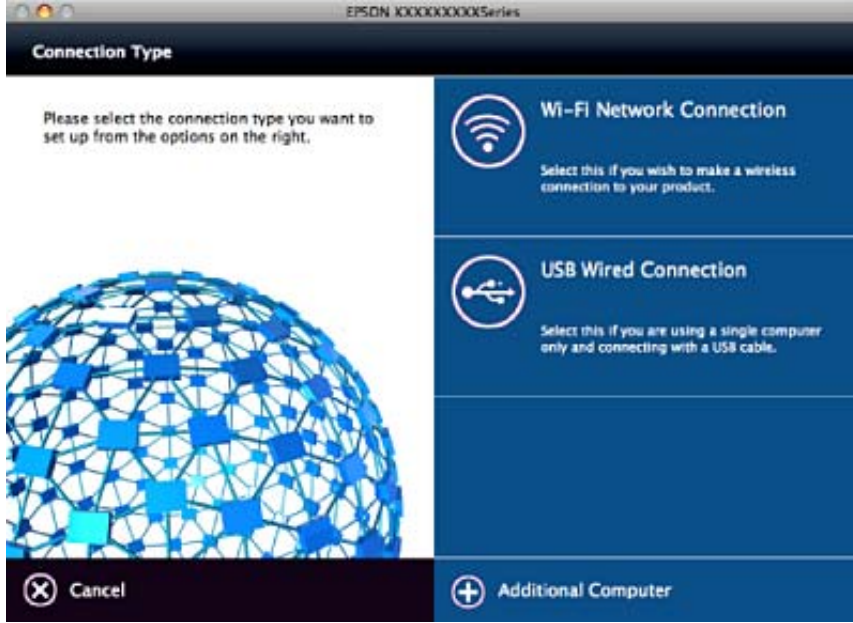 EPSON XXXXXXXXXSeries
Connection Type
Please select the connection type you want to
set up from the options on the right.
Wi-Fi Network Connection
Select this if you wish to make a wireless
connection to your product.
USB Wired Connection
Select this if you are using a single computer
only and connecting with a USB cable.
Cancel
Additional Computer